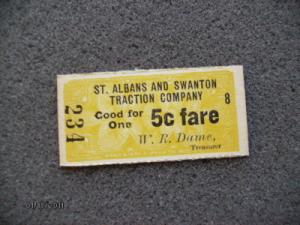 ST. ALBANS AND SWANTON
TRACTION COMPANY
8
Good for
One
5c fare
W. R. Dame,
Treasurer
234